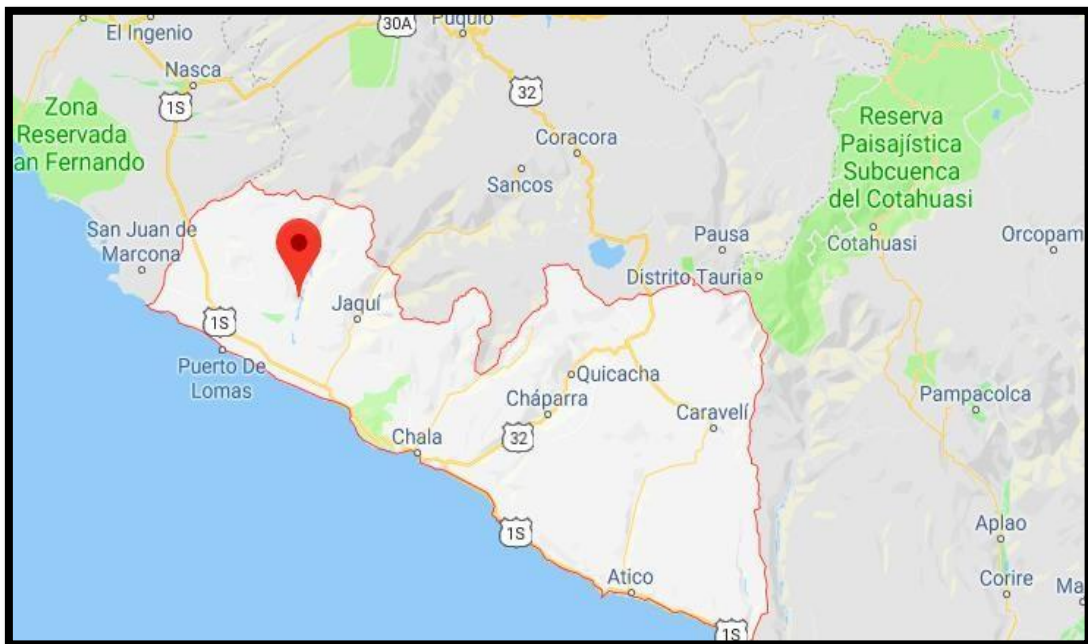 30A
Puquio
El Ingenio
Nasca
1S
32
Zona
Reservada
an Fernando
Reserva
Paisajística
Subcuenca
del Cotahuasi
Coracora
Sancos
San Juan de
Marcona
Pausa
Cotahuasi
Orcopam
Distrito Tauria
Jaquí
1S
Puerto De
Lomas
Quicacha
Cháparra
Caravelí
Pampacolca
Chala
32
1S
Aplao
Atico
Corire
Ma
1S